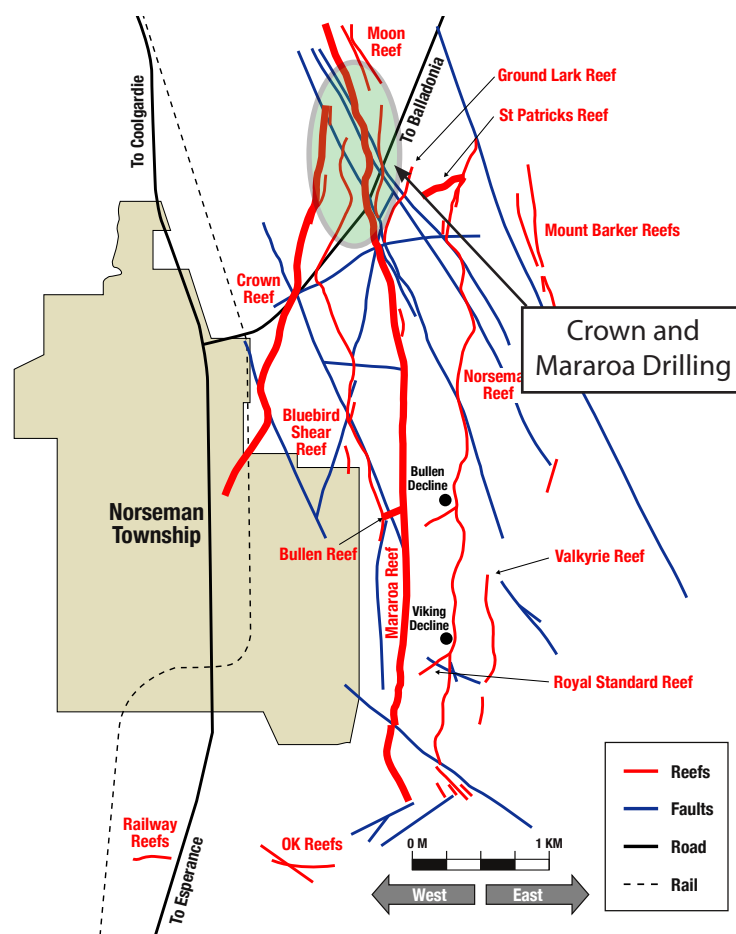 Moon
Reef
Ground Lark Reef
St Patricks Reef
To Coolgardie
To Balladonia
Mount Barker Reefs
Crown
Reef
Crown and
Mararoa Drilling
Norsema
Reef
Bluebird
Shear
Reef
Bullen
Decline
Norseman
Township
Bullen Reef
Mararoa Reef
Valkyrie Reef
Viking
Decline
Royal Standard Reef
Railway
Reefs
OK Reefs
To Esperance
0 M
1 KM
West
East
Reefs
Faults
Road
Rail